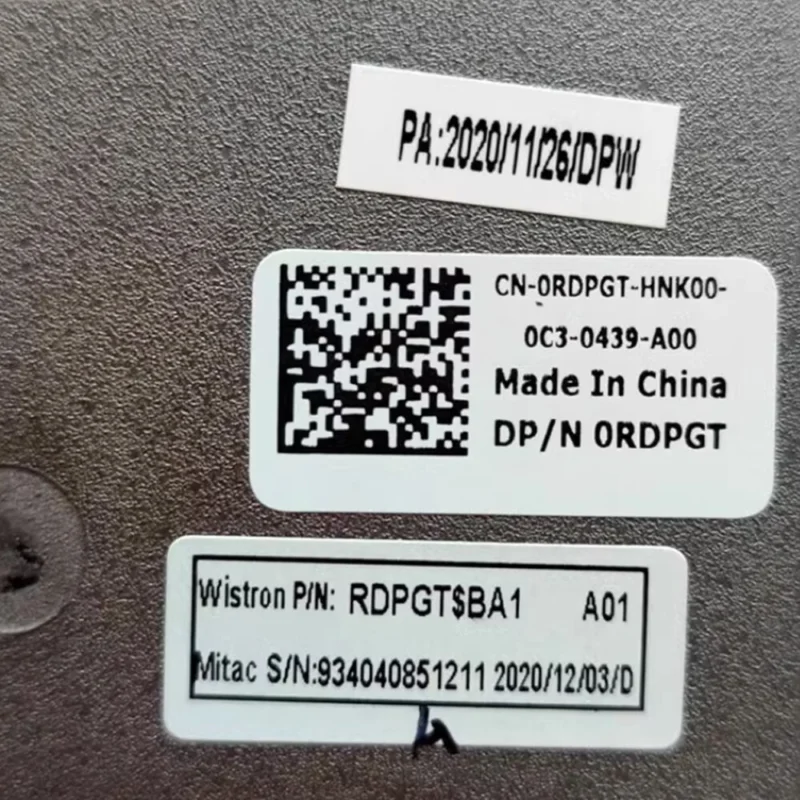 PA:2020/11/26/DPW
CN-0RDPGT-HNK00-
0C3-0439-A00
Made In China
DP/N 0RDPGT
Wistron P/N: RDPGT$BA1 A01
Mitac S/N:934040851211 2020/12/03/D